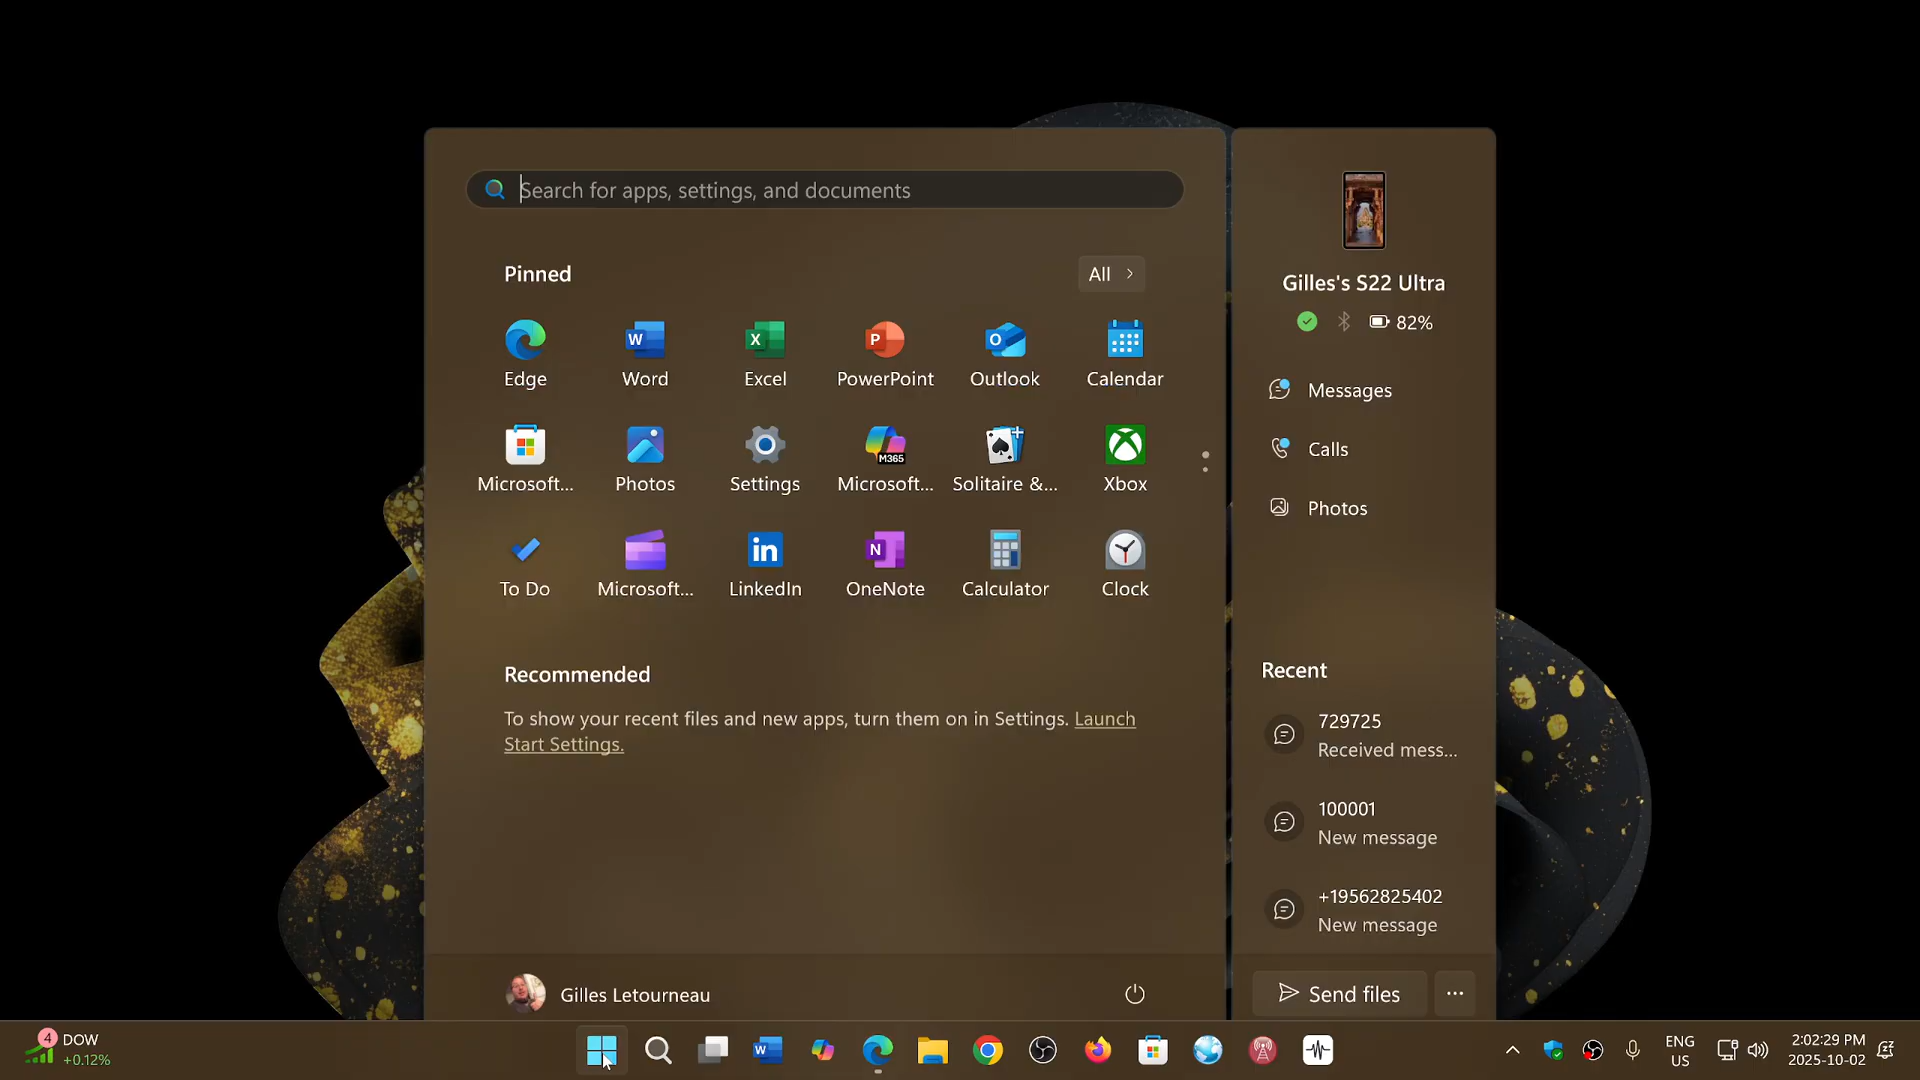 Search for apps, settings, and documents
Pinned
All
Edge
Word
Excel
PowerPoint
Outlook
Calendar
Microsoft...
Photos
Settings
M365
Microsoft...
Solitaire &...
Xbox
To Do
Microsoft...
LinkedIn
OneNote
Calculator
Clock
Recommended
To show your recent files and new apps, turn them on in Settings. Launch
Start Settings.
Gilles Letourneau
Gilles's S22 Ultra
82%
Messages
Calls
Photos
Recent
729725
Received mess...
100001
New message
+19562825402
New message
Send files
4
DOW
+0.12%
ENG
US
2:02:29 PM
2025-10-02